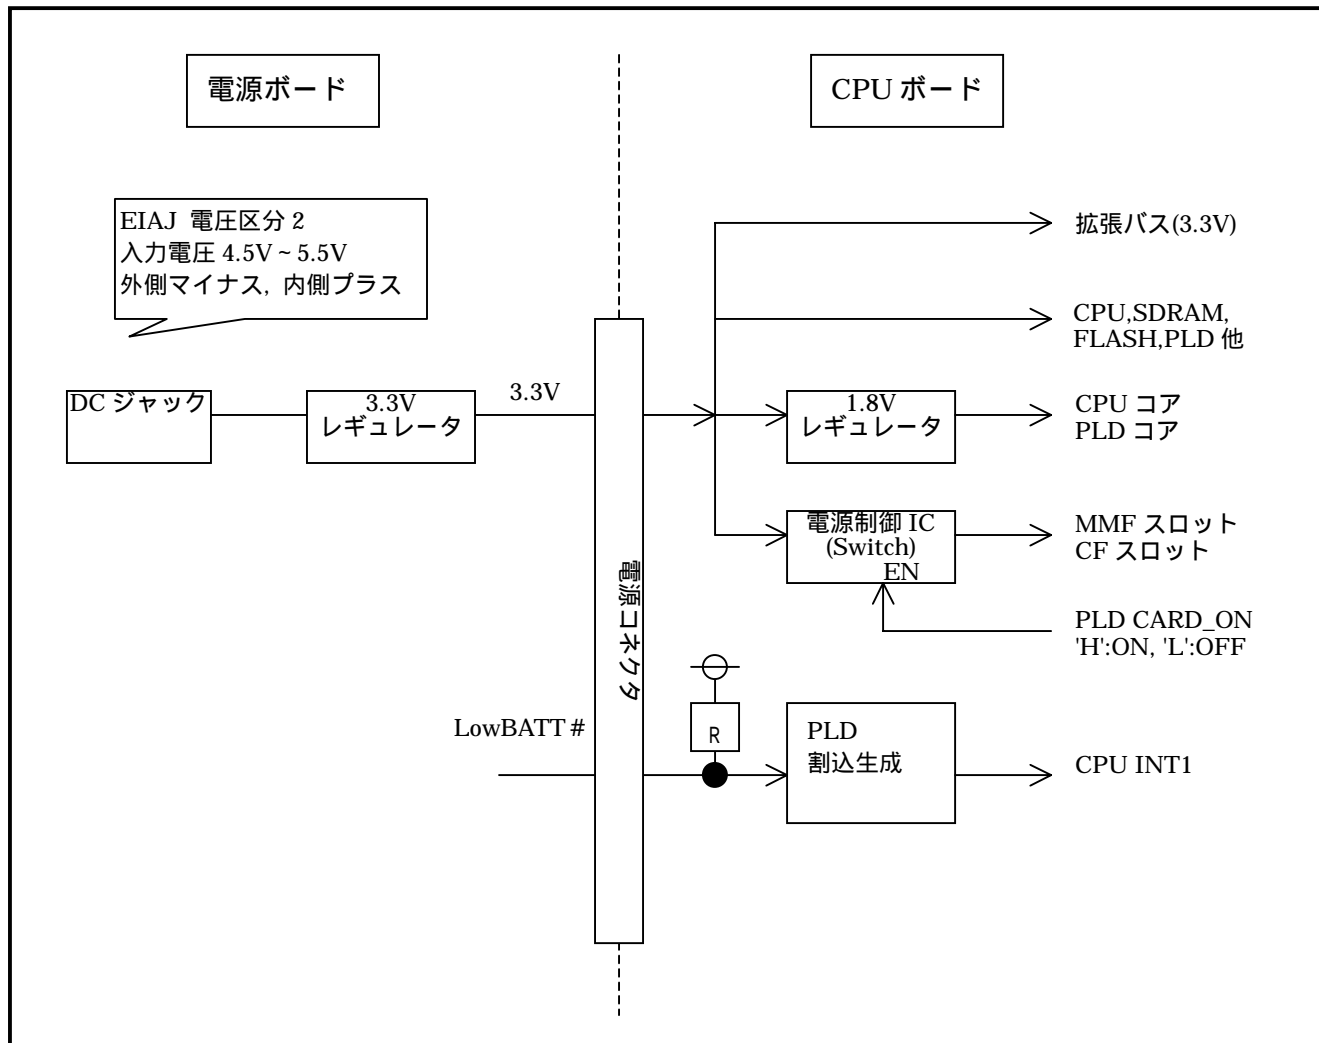 電源ボード
CPU ボード
EIAJ 電圧区分 2
入力電圧 4.5V ~ 5.5V
外側マイナス, 内側プラス
拡張バス(3.3V)
CPU,SDRAM,
FLASH,PLD 他
DC ジャック
3.3V
レギュレータ
3.3V
1.8V
レギュレータ
CPU コア
PLD コア
電源制御 IC
(Switch)
EN
MMF スロット
CF スロット
電源コネクタ
PLD CARD_ON
'H':ON, 'L':OFF
LowBATT#
R
PLD
割込生成
CPU INT1